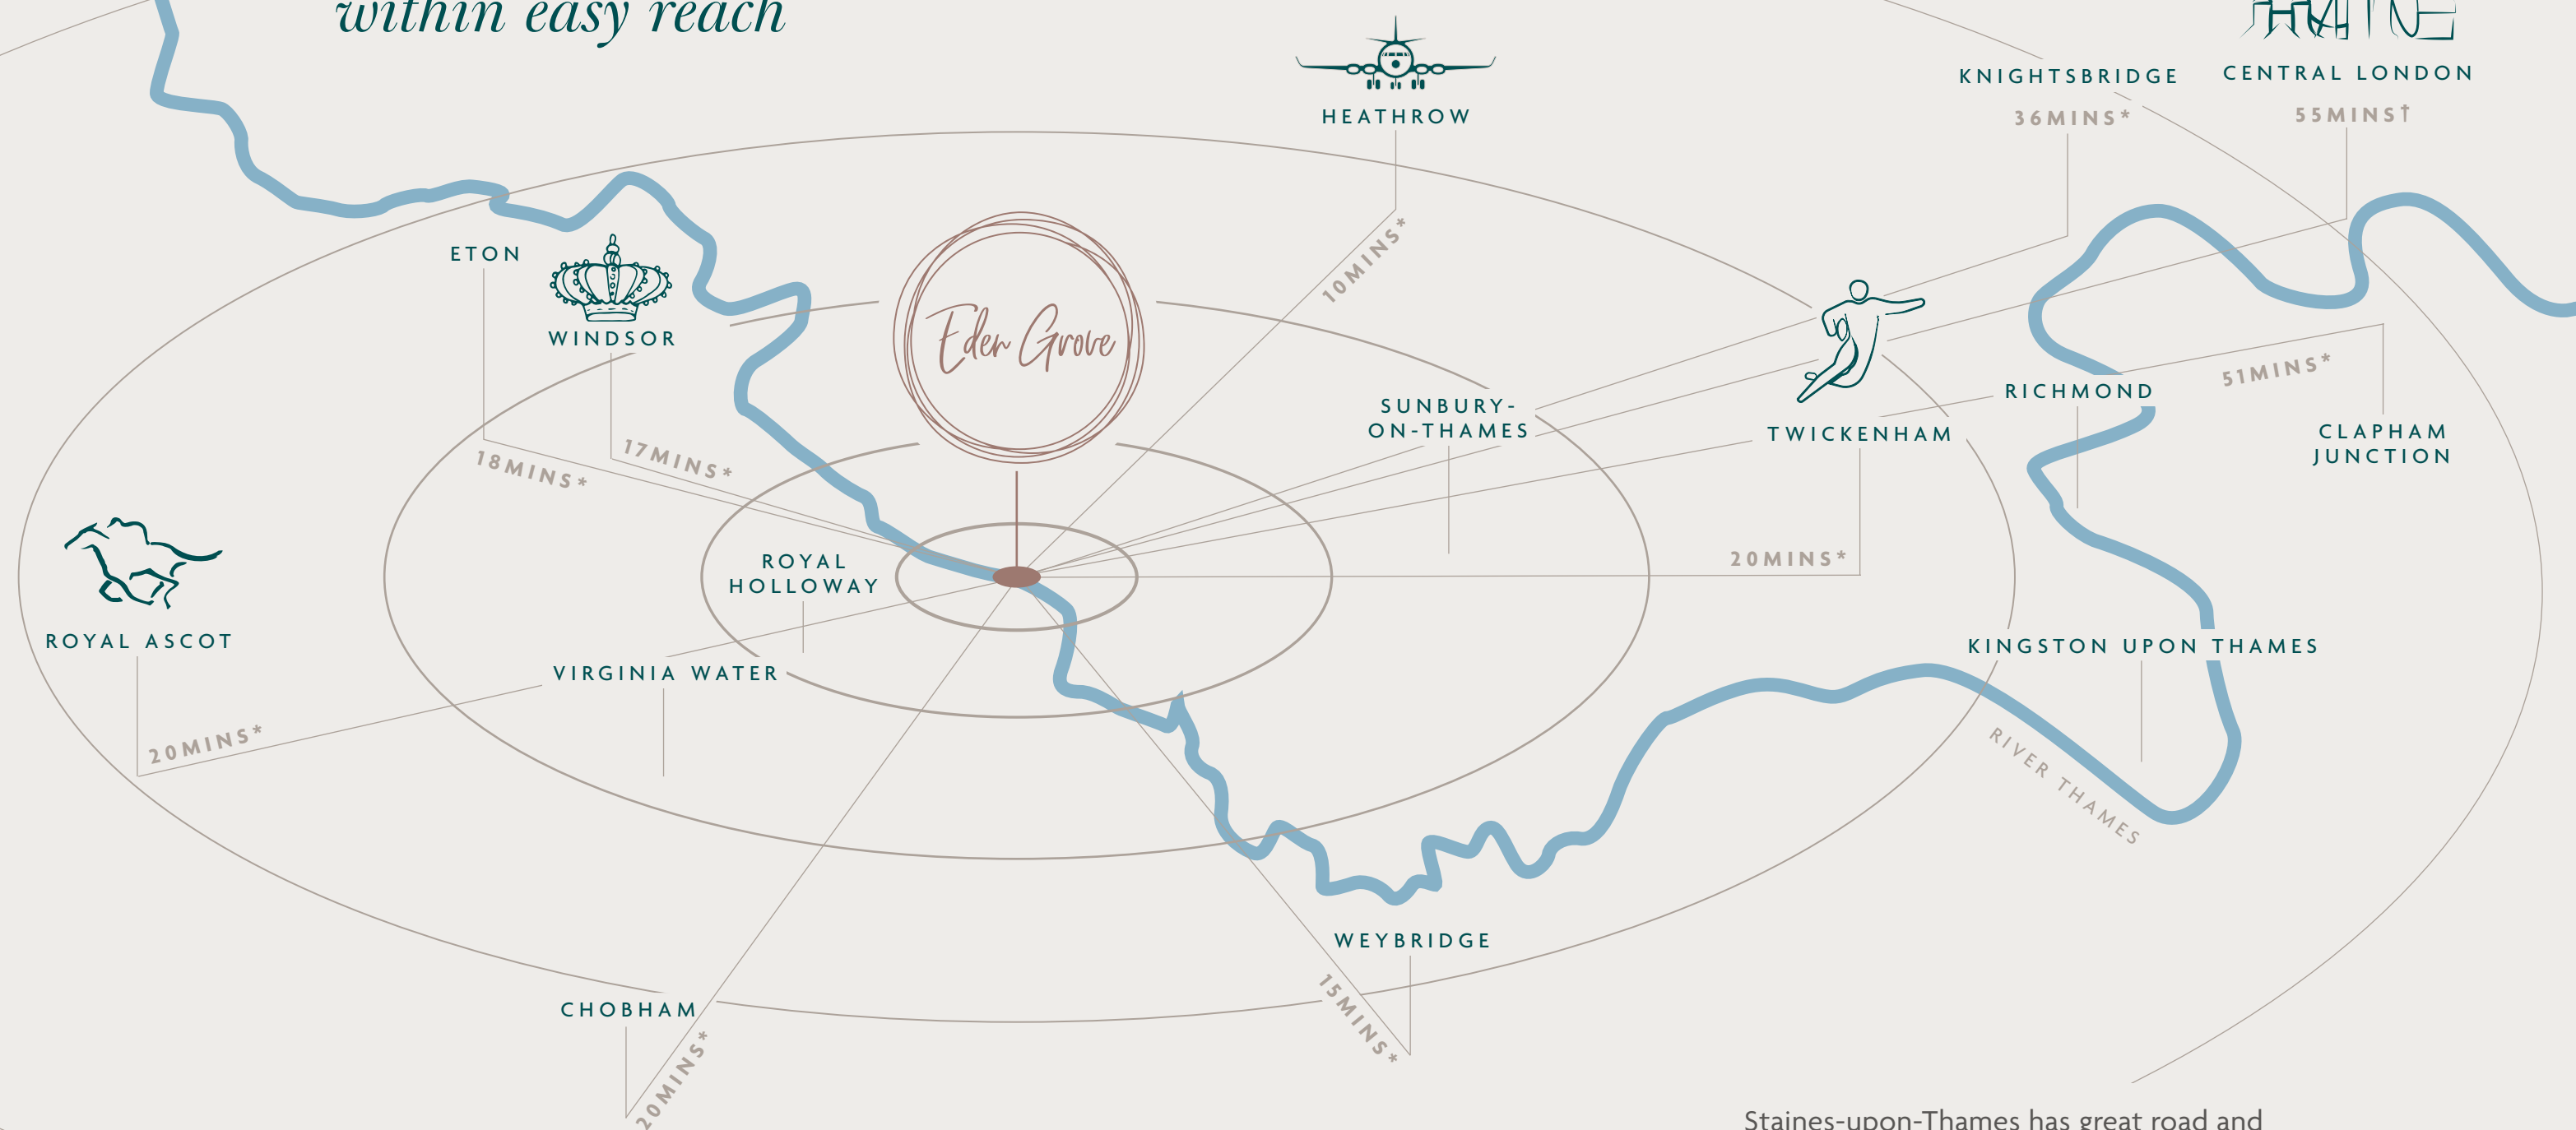 within easy reach
HEATHROW
10MINS*
KNIGHTSBRIDGE
36MINS*
CENTRAL LONDON
55MINS†
ETON
18MINS*
WINDSOR
17MINS*
Eden Grove
SUNBURY-
ON-THAMES
TWICKENHAM
20MINS*
RICHMOND
51MINS*
CLAPHAM
JUNCTION
ROYAL ASCOT
20MINS*
ROYAL
HOLLOWAY
VIRGINIA WATER
KINGSTON UPON THAMES
RIVER THAMES
WEYBRIDGE
15MINS*
CHOBHAM
20MINS*
Staines-upon-Thames has great road and